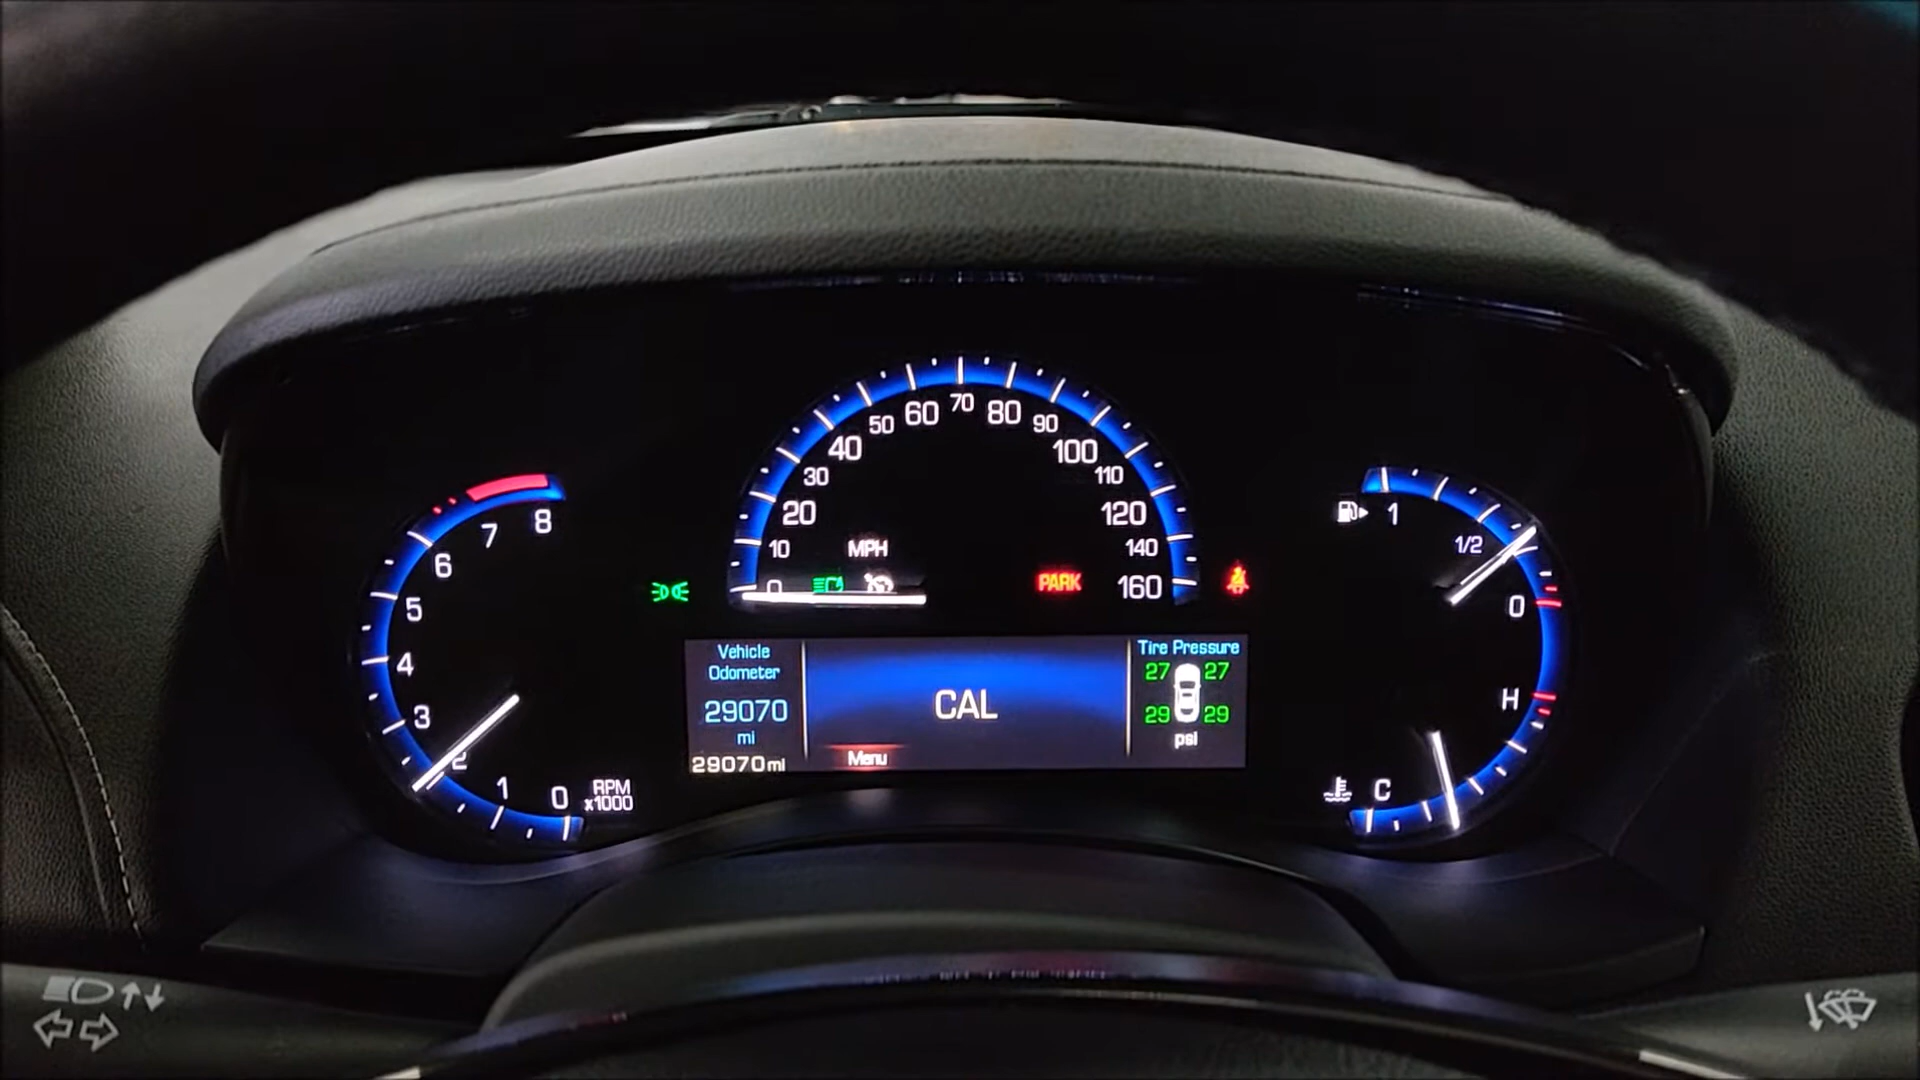 8
7
6
5
4
3
2
1
0
RPM
x1000
0
10
20
30
40
50
60
70
80
90
100
110
120
140
160
MPH
PARK
Vehicle
Odometer
29070
mi
29070 mi
CAL
Menu
Tire Pressure
27 27
29 29
psi
1
1/2
0
H
C